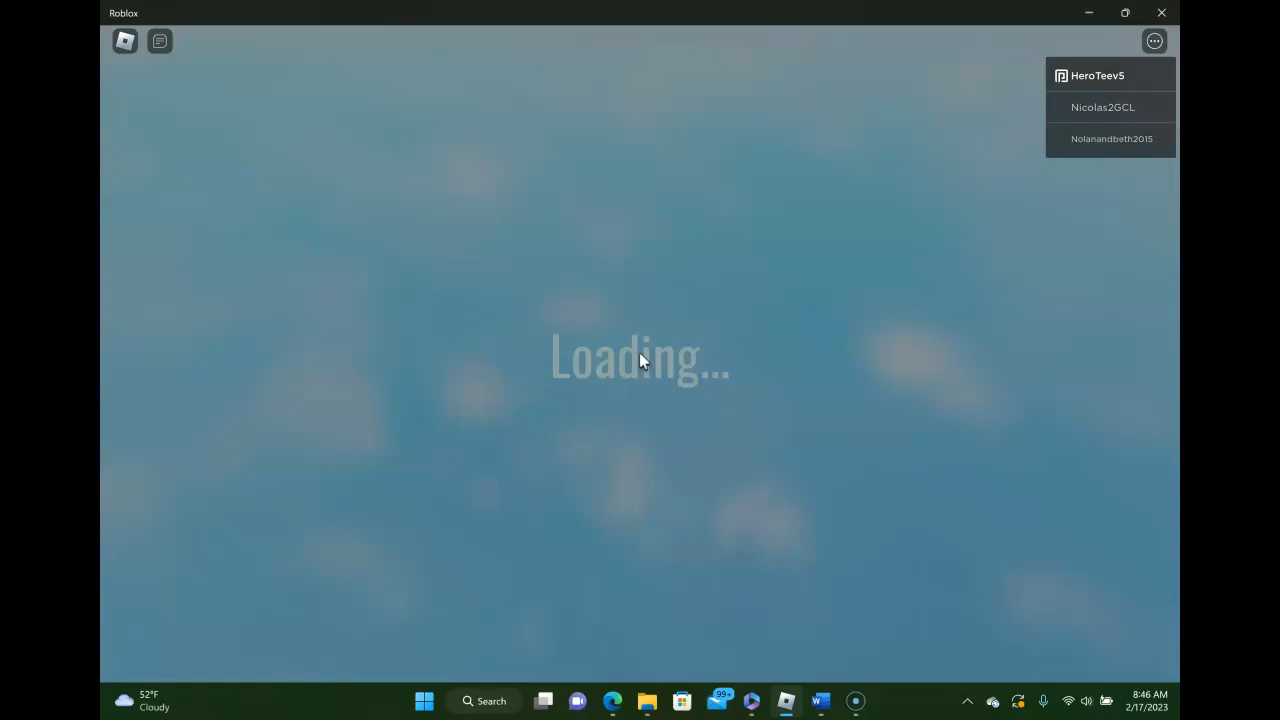 Roblox
HeroTeev5
Nicolas2GCL
Nolanandbeth2015
Loading...
52°F
Cloudy
Search
99+
8:46 AM
2/17/2023